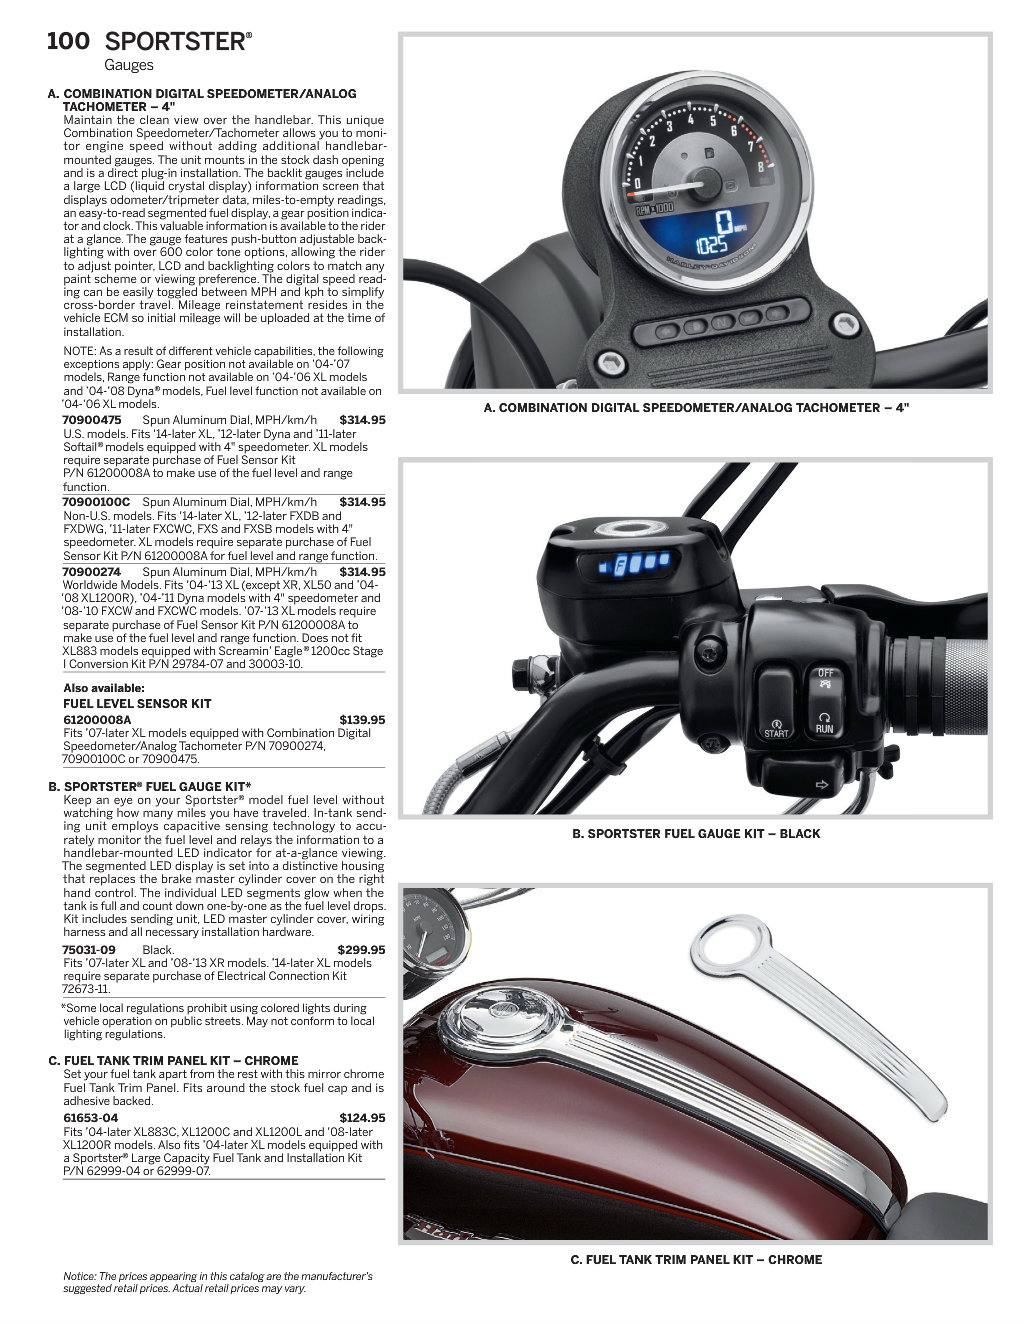 100 SPORTSTER®
Gauges
A. COMBINATION DIGITAL SPEEDOMETER/ANALOG
TACHOMETER – 4"
Maintain the clean view over the handlebar. This unique
Combination Speedometer/Tachometer allows you to moni-
tor engine speed without adding additional handlebar-
mounted gauges. The unit mounts in the stock dash opening
and is a direct plug-in installation. The backlit gauges include
a large LCD (liquid crystal display) information screen that
displays odometer/tripmeter data, miles-to-empty readings,
an easy-to-read segmented fuel display, a gear position indica-
tor and clock. This valuable information is available to the rider
at a glance. The gauge features push-button adjustable back-
lighting with over 600 color tone options, allowing the rider
to adjust pointer, LCD and backlighting colors to match any
paint scheme or viewing preference. The digital speed read-
ing can be easily toggled between MPH and kph to simplify
cross-border travel. Mileage reinstatement resides in the
vehicle ECM so initial mileage will be uploaded at the time of
installation.
NOTE: As a result of different vehicle capabilities, the following
exceptions apply: Gear position not available on '04-'07
models, Range function not available on '04-'06 XL models
and '04-'08 Dyna® models, Fuel level function not available on
'04-'06 XL models.
70900475 Spun Aluminum Dial, MPH/km/h $314.95
U.S. models. Fits '14-later XL, '12-later Dyna and '11-later
Softail® models equipped with 4" speedometer. XL models
require separate purchase of Fuel Sensor Kit
P/N 61200008A to make use of the fuel level and range
function.
70900100C Spun Aluminum Dial, MPH/km/h $314.95
Non-U.S. models. Fits '14-later XL, '12-later FXDB and
FXDWG, '11-later FXCWC, FXS and FXSB models with 4"
speedometer. XL models require separate purchase of Fuel
Sensor Kit P/N 61200008A for fuel level and range function.
70900274 Spun Aluminum Dial, MPH/km/h $314.95
Worldwide Models. Fits '04-'13 XL (except XR, XL50 and '04-
'08 XL1200R), '04-'11 Dyna models with 4" speedometer and
'08-'10 FXCW and FXCWC models. '07-'13 XL models require
separate purchase of Fuel Sensor Kit P/N 61200008A to
make use of the fuel level and range function. Does not fit
XL883 models equipped with Screamin' Eagle® 1200cc Stage
I Conversion Kit P/N 29784-07 and 30003-10.
Also available:
FUEL LEVEL SENSOR KIT
61200008A $139.95
Fits '07-later XL models equipped with Combination Digital
Speedometer/Analog Tachometer P/N 70900274,
70900100C or 70900475.
B. SPORTSTER® FUEL GAUGE KIT*
Keep an eye on your Sportster® model fuel level without
watching how many miles you have traveled. In-tank send-
ing unit employs capacitive sensing technology to accu-
rately monitor the fuel level and relays the information to a
handlebar-mounted LED indicator for at-a-glance viewing.
The segmented LED display is set into a distinctive housing
that replaces the brake master cylinder cover on the right
hand control. The individual LED segments glow when the
tank is full and count down one-by-one as the fuel level drops.
Kit includes sending unit, LED master cylinder cover, wiring
harness and all necessary installation hardware.
75031-09 Black. $299.95
Fits '07-later XL and '08-'13 XR models. '14-later XL models
require separate purchase of Electrical Connection Kit
72673-11.
*Some local regulations prohibit using colored lights during
vehicle operation on public streets. May not conform to local
lighting regulations.
C. FUEL TANK TRIM PANEL KIT – CHROME
Set your fuel tank apart from the rest with this mirror chrome
Fuel Tank Trim Panel. Fits around the stock fuel cap and is
adhesive backed.
61653-04 $124.95
Fits '04-later XL883C, XL1200C and XL1200L and '08-later
XL1200R models. Also fits '04-later XL models equipped with
a Sportster® Large Capacity Fuel Tank and Installation Kit
P/N 62999-04 or 62999-07.
Notice: The prices appearing in this catalog are the manufacturer's
suggested retail prices. Actual retail prices may vary.
0 1 2 3 4 5 6 7 8
RPM x1000
0 MPH
10:25
HARLEY-DAVIDSON
N
A. COMBINATION DIGITAL SPEEDOMETER/ANALOG TACHOMETER – 4"
F
OFF
START
RUN
B. SPORTSTER FUEL GAUGE KIT – BLACK
C. FUEL TANK TRIM PANEL KIT – CHROME